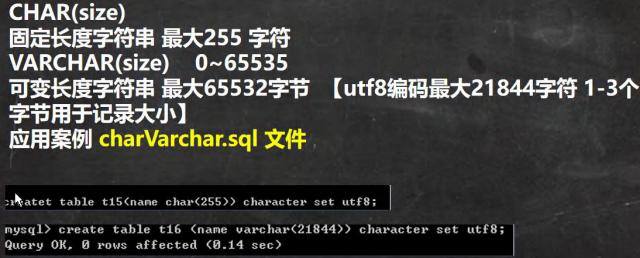 CHAR(size)
固定长度字符串 最大255 字符
VARCHAR(size) 0~65535
可变长度字符串 最大65532字节 【utf8编码最大21844字符 1-3个
字节用于记录大小】
应用案例 charVarchar.sql 文件
createt table t15(name char(255)) character set utf8;
mysql> create table t16 (name varchar(21844)) character set utf8;
Query OK, 0 rows affected (0.14 sec)